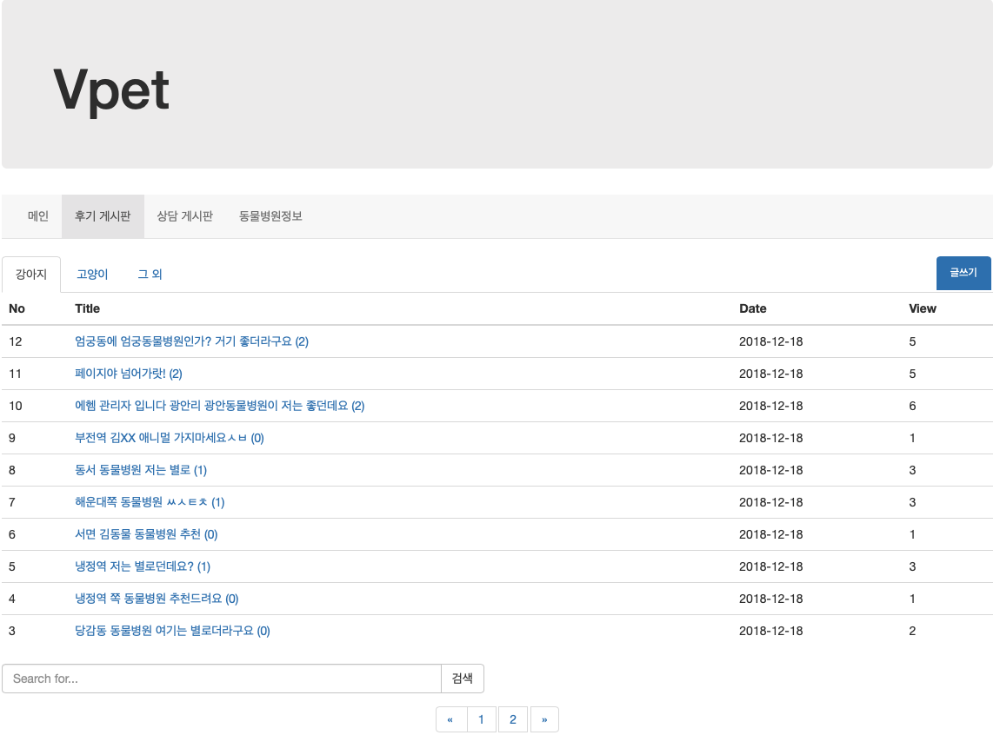 Vpet
메인 후기 게시판 상담 게시판 동물병원정보
강아지 고양이 그 외 글쓰기
No Title Date View
12 엄궁동에 엄궁동물병원인가? 거기 좋더라구요 (2) 2018-12-18 5
11 페이지야 넘어가랏! (2) 2018-12-18 5
10 에헴 관리자 입니다 광안리 광안동물병원이 저는 좋던데요 (2) 2018-12-18 6
9 부전역 김XX 애니멀 가지마세요ㅅㅂ (0) 2018-12-18 1
8 동서 동물병원 저는 별로 (1) 2018-12-18 3
7 해운대쪽 동물병원 ㅆㅅㅌㅊ (1) 2018-12-18 3
6 서면 김동물 동물병원 추천 (0) 2018-12-18 1
5 냉정역 저는 별로던데요? (1) 2018-12-18 3
4 냉정역 쪽 동물병원 추천드려요 (0) 2018-12-18 1
3 당감동 동물병원 여기는 별로더라구요 (0) 2018-12-18 2
Search for... 검색
« 1 2 »